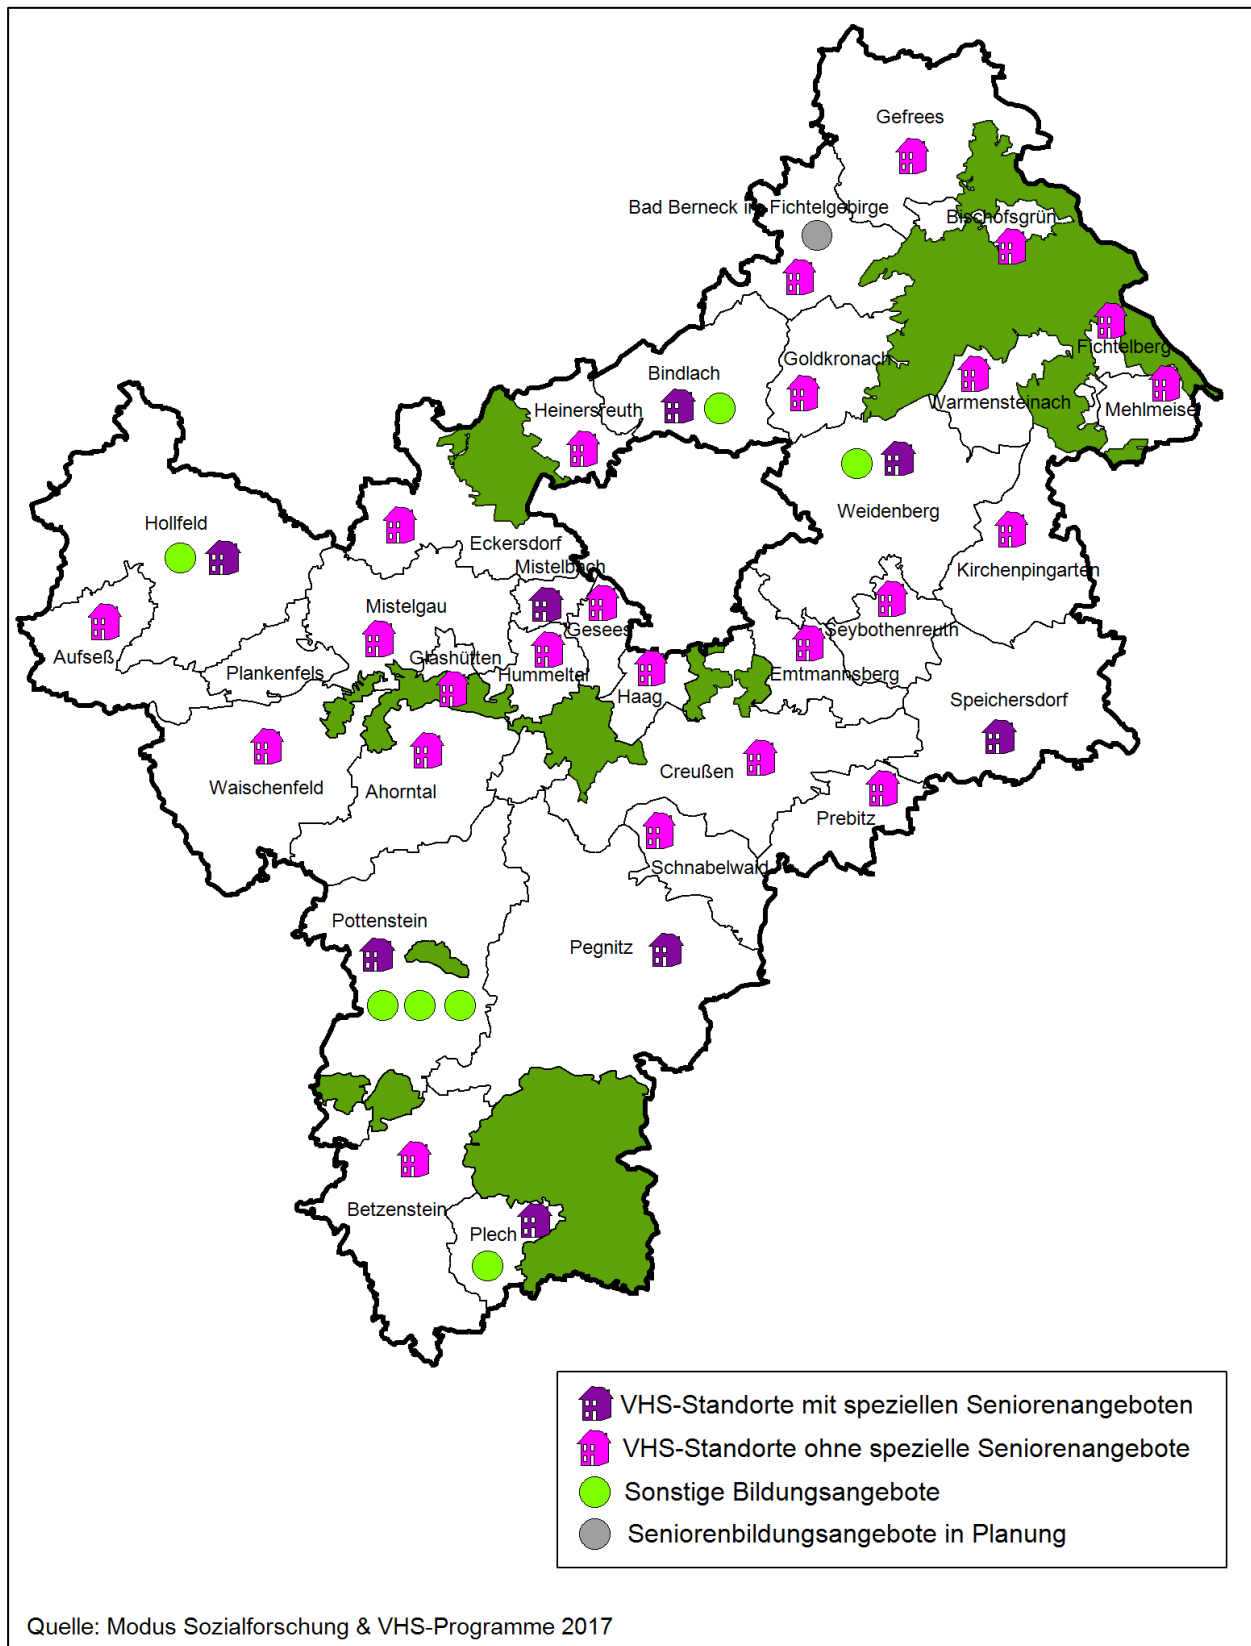 Gefrees
Bad Berneck im Fichtelgebirge
Bischofsgrün
Fichtelberg
Goldkronach
Bindlach
Warmensteinach
Mehlmeisel
Heinersreuth
Weidenberg
Hollfeld
Eckersdorf
Mistelbach
Kirchenpingarten
Mistelgau
Gesees
Seybothenreuth
Aufseß
Glashütten
Plankenfels
Hummeltal
Emtmannsberg
Haag
Speichersdorf
Creußen
Waischenfeld
Ahorntal
Prebitz
Schnabelwaid
Pottenstein
Pegnitz
Betzenstein
Plech
VHS-Standorte mit speziellen Seniorenangeboten
VHS-Standorte ohne spezielle Seniorenangebote
Sonstige Bildungsangebote
Seniorenbildungsangebote in Planung
Quelle: Modus Sozialforschung & VHS-Programme 2017